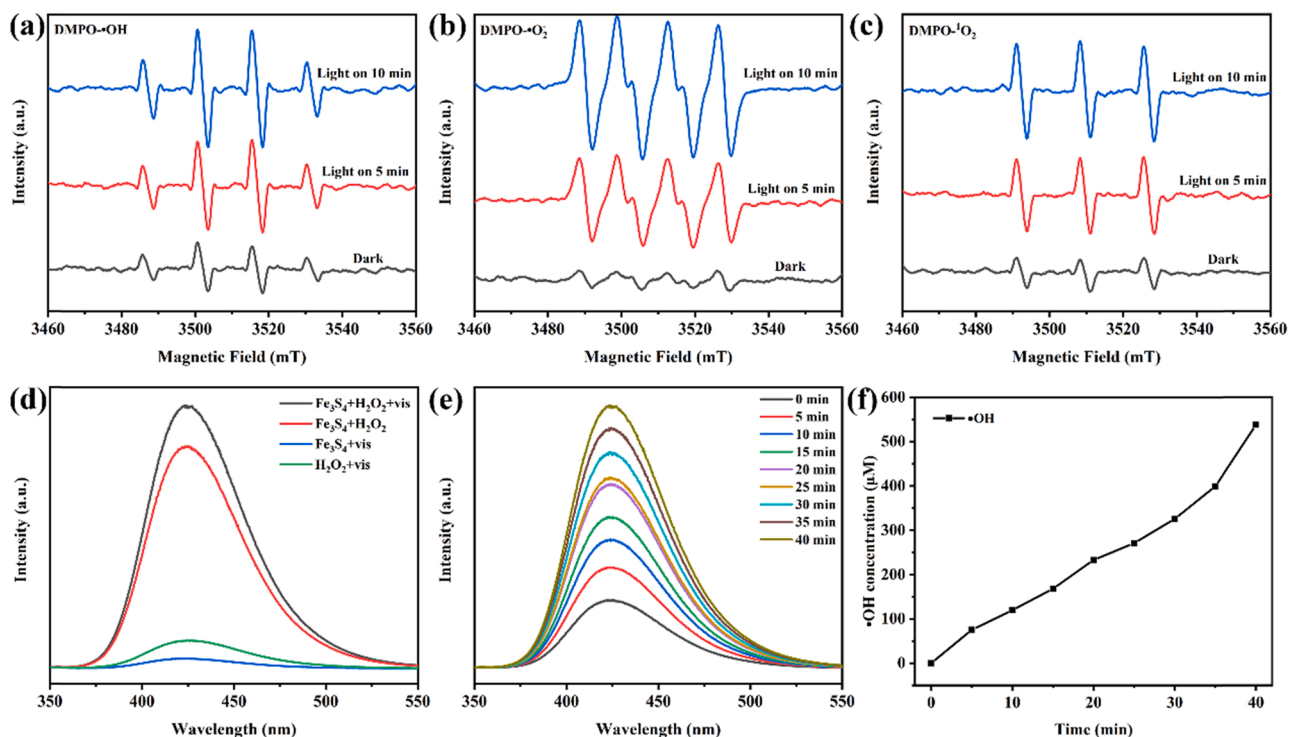 (a)
DMPO-•OH
Light on 10 min
Light on 5 min
Dark
Intensity (a.u.)
3460 3480 3500 3520 3540 3560
Magnetic Field (mT)
(b)
DMPO-•O₂⁻
Light on 10 min
Light on 5 min
Dark
Intensity (a.u.)
3460 3480 3500 3520 3540 3560
Magnetic Field (mT)
(c)
DMPO-¹O₂
Light on 10 min
Light on 5 min
Dark
Intensity (a.u.)
3460 3480 3500 3520 3540 3560
Magnetic Field (mT)
(d)
Fe₃S₄+H₂O₂+vis
Fe₃S₄+H₂O₂
Fe₃S₄+vis
H₂O₂+vis
Intensity (a.u.)
350 400 450 500 550
Wavelength (nm)
(e)
0 min
5 min
10 min
15 min
20 min
25 min
30 min
35 min
40 min
Intensity (a.u.)
350 400 450 500 550
Wavelength (nm)
(f)
•OH
600
500
400
300
200
100
0
•OH concentration (μM)
0 10 20 30 40
Time (min)